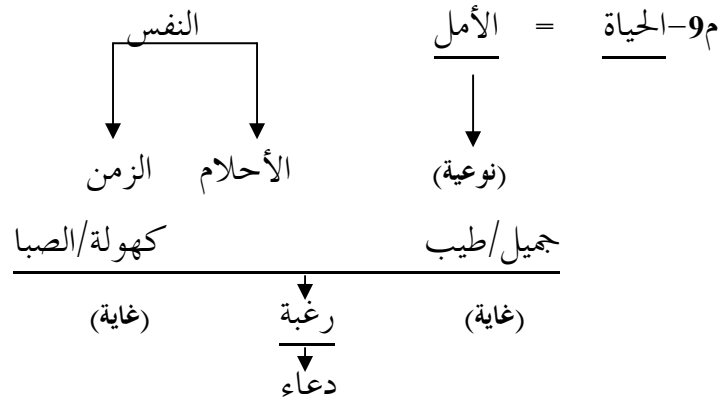 م9-الحياة = الأمل النفس
(نوعية) الأحلام الزمن
جميل/طيب كهولة/الصبا
(غاية) رغبة (غاية)
دعاء